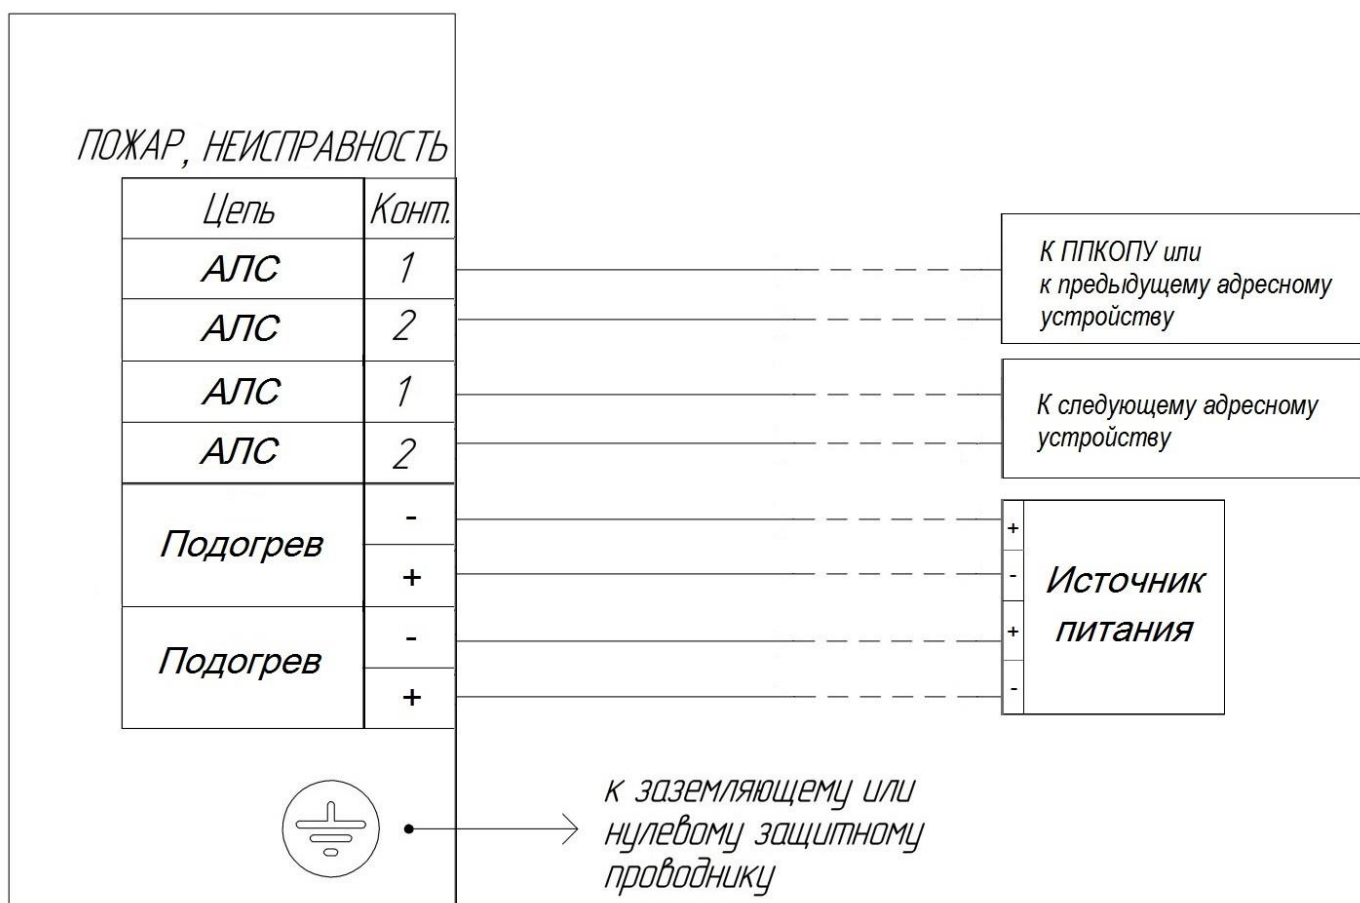 ПОЖАР, НЕИСПРАВНОСТЬ
Цепь Конт.
АЛС 1
АЛС 2
АЛС 1
АЛС 2
Подогрев
-
+
Подогрев
-
+
К ППКОПУ или
к предыдущему адресному
устройству
К следующему адресному
устройству
+
-
+
-
Источник
питания
к заземляющему или
нулевому защитному
проводнику